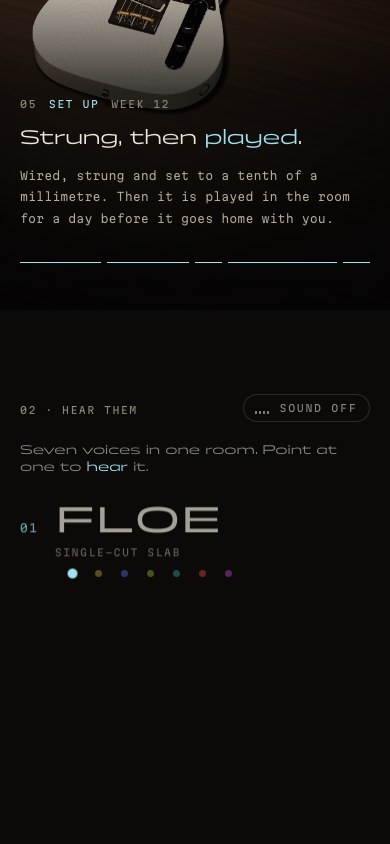 05 SET UP WEEK 12
Strung, then played.
Wired, strung and set to a tenth of a
millimetre. Then it is played in the room
for a day before it goes home with you.
02 · HEAR THEM
SOUND OFF
Seven voices in one room. Point at
one to hear it.
01 FLOE
SINGLE-CUT SLAB